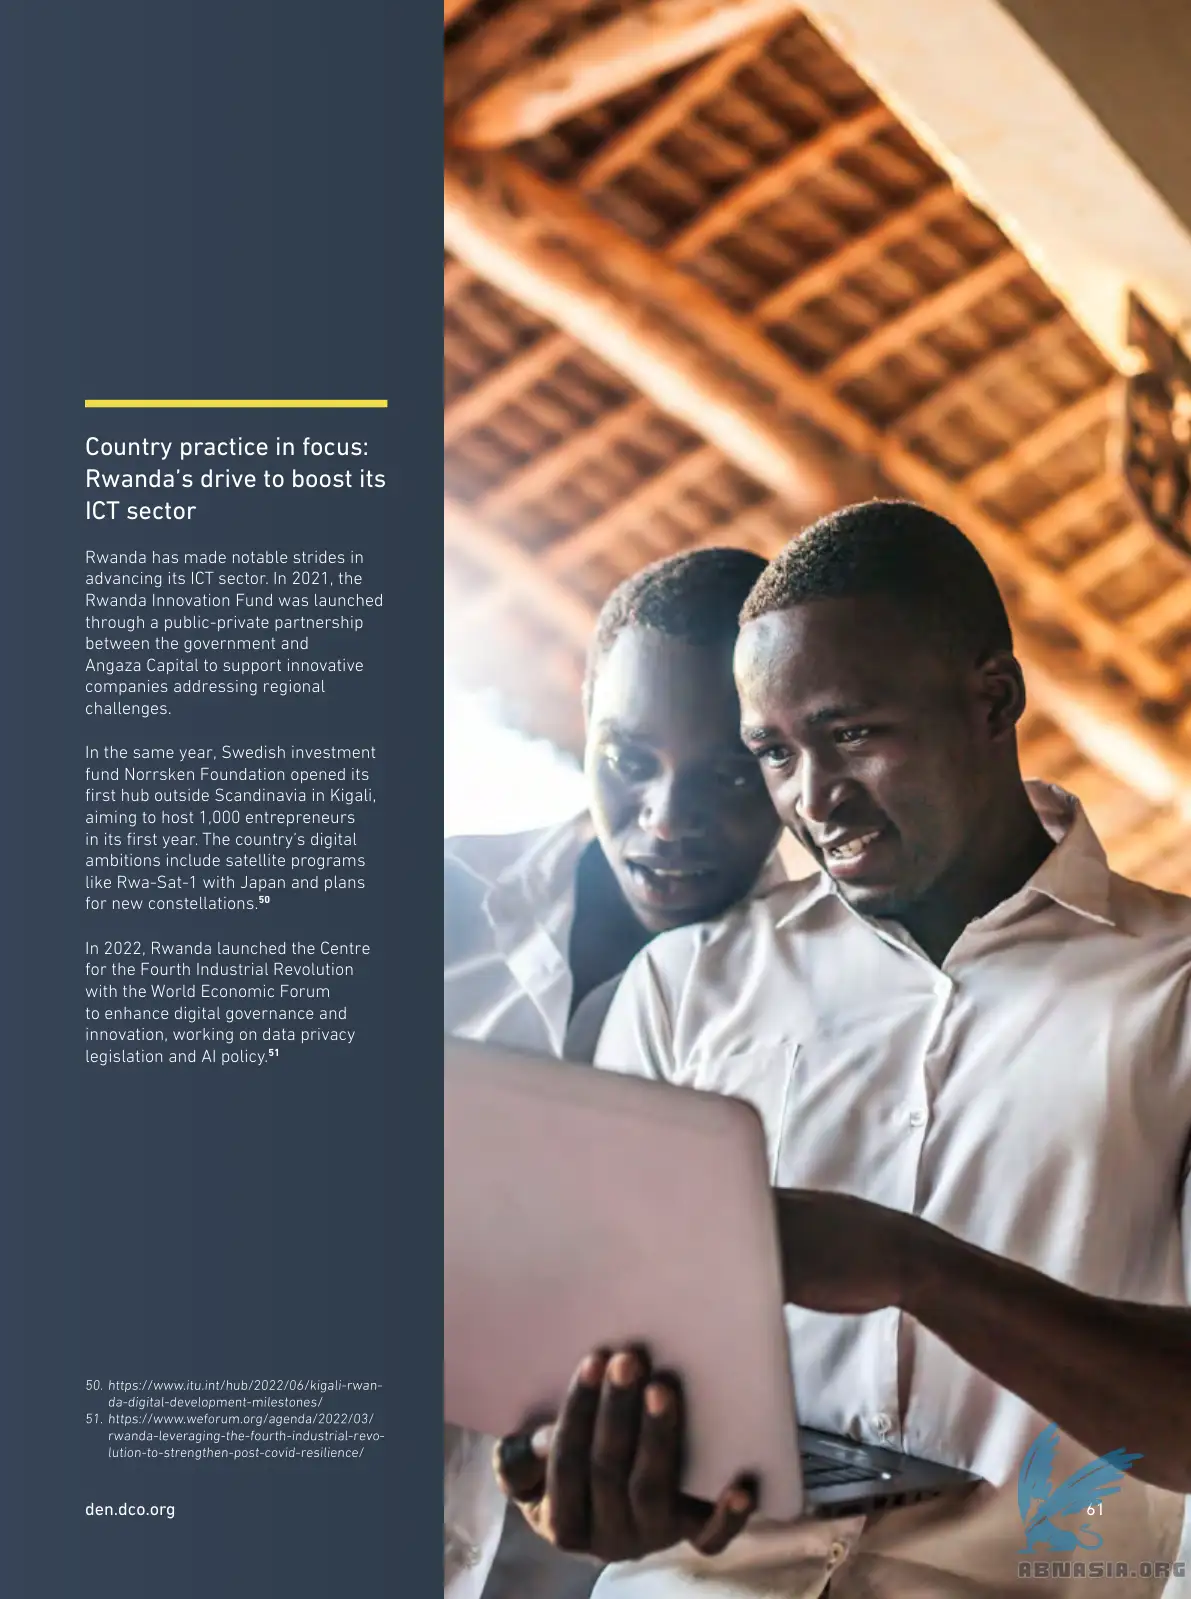 Country practice in focus:
Rwanda’s drive to boost its
ICT sector
Rwanda has made notable strides in
advancing its ICT sector. In 2021, the
Rwanda Innovation Fund was launched
through a public-private partnership
between the government and
Angaza Capital to support innovative
companies addressing regional
challenges.
In the same year, Swedish investment
fund Norrsken Foundation opened its
first hub outside Scandinavia in Kigali,
aiming to host 1,000 entrepreneurs
in its first year. The country’s digital
ambitions include satellite programs
like Rwa-Sat-1 with Japan and plans
for new constellations.50
In 2022, Rwanda launched the Centre
for the Fourth Industrial Revolution
with the World Economic Forum
to enhance digital governance and
innovation, working on data privacy
legislation and AI policy.51
50. https://www.itu.int/hub/2022/06/kigali-rwan-
da-digital-development-milestones/
51. https://www.weforum.org/agenda/2022/03/
rwanda-leveraging-the-fourth-industrial-revo-
lution-to-strengthen-post-covid-resilience/
den.dco.org
61
ABNASIA.ORG